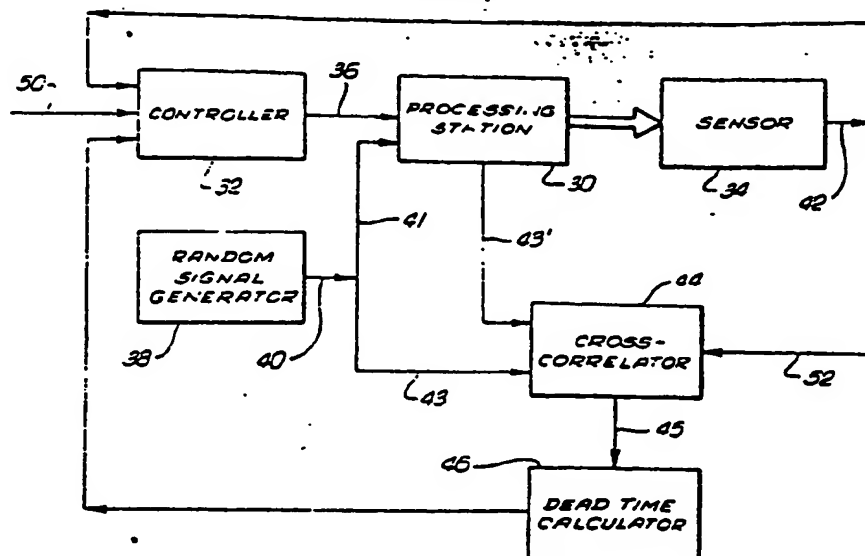 50
CONTROLLER
32
36
PROCESSING
STATION
30
SENSOR
34
42
41
43'
RANDOM
SIGNAL
GENERATOR
38
40
44
CROSS-
CORRELATOR
52
43
45
46
DEAD TIME
CALCULATOR